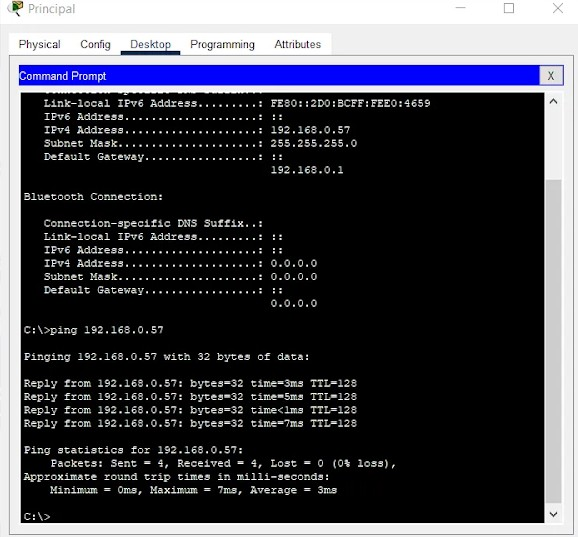 Principal
Physical Config Desktop Programming Attributes
Command Prompt X
Connection-specific DNS Suffix..:
Link-local IPv6 Address.........: FE80::2D0:BCFF:FEE0:4659
IPv6 Address....................: ::
IPv4 Address....................: 192.168.0.57
Subnet Mask.....................: 255.255.255.0
Default Gateway.................: ::
192.168.0.1
Bluetooth Connection:
Connection-specific DNS Suffix..:
Link-local IPv6 Address.........: ::
IPv6 Address....................: ::
IPv4 Address....................: 0.0.0.0
Subnet Mask.....................: 0.0.0.0
Default Gateway.................: ::
0.0.0.0
C:\>ping 192.168.0.57
Pinging 192.168.0.57 with 32 bytes of data:
Reply from 192.168.0.57: bytes=32 time=3ms TTL=128
Reply from 192.168.0.57: bytes=32 time=5ms TTL=128
Reply from 192.168.0.57: bytes=32 time<1ms TTL=128
Reply from 192.168.0.57: bytes=32 time=7ms TTL=128
Ping statistics for 192.168.0.57:
Packets: Sent = 4, Received = 4, Lost = 0 (0% loss),
Approximate round trip times in milli-seconds:
Minimum = 0ms, Maximum = 7ms, Average = 3ms
C:\>